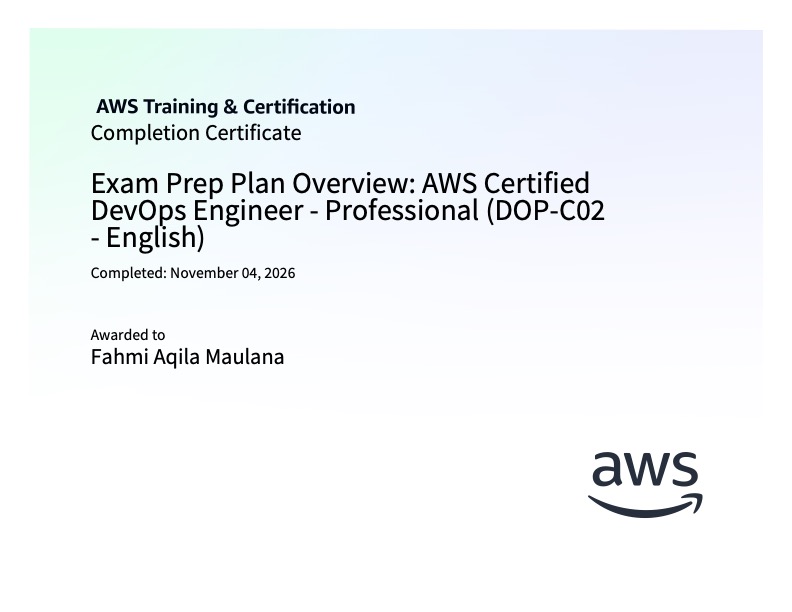 AWS Training & Certification
Completion Certificate
Exam Prep Plan Overview: AWS Certified
DevOps Engineer - Professional (DOP-C02
- English)
Completed: November 04, 2026
Awarded to
Fahmi Aqila Maulana
aws